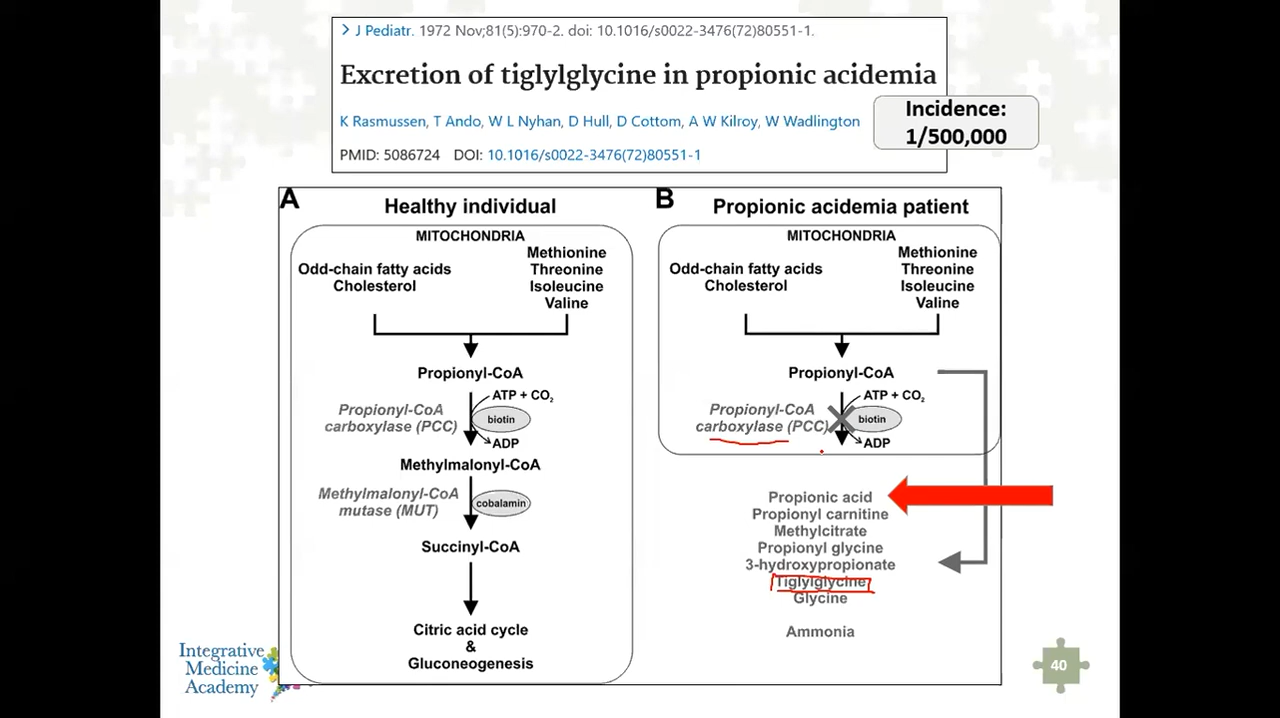 > J Pediatr. 1972 Nov;81(5):970-2. doi: 10.1016/s0022-3476(72)80551-1.
Excretion of tiglylglycine in propionic acidemia
K Rasmussen, T Ando, W L Nyhan, D Hull, D Cottom, A W Kilroy, W Wadlington
PMID: 5086724 DOI: 10.1016/s0022-3476(72)80551-1
Incidence:
1/500,000
A
Healthy individual
MITOCHONDRIA
Odd-chain fatty acids
Cholesterol
Methionine
Threonine
Isoleucine
Valine
Propionyl-CoA
Propionyl-CoA
carboxylase (PCC)
ATP + CO₂
biotin
ADP
Methylmalonyl-CoA
Methylmalonyl-CoA
mutase (MUT)
cobalamin
Succinyl-CoA
Citric acid cycle
&
Gluconeogenesis
B
Propionic acidemia patient
MITOCHONDRIA
Odd-chain fatty acids
Cholesterol
Methionine
Threonine
Isoleucine
Valine
Propionyl-CoA
Propionyl-CoA
carboxylase (PCC)
ATP + CO₂
biotin
ADP
Propionic acid
Propionyl carnitine
Methylcitrate
Propionyl glycine
3-hydroxypropionate
Tiglylglycine
Glycine
Ammonia
Integrative
Medicine
Academy
40